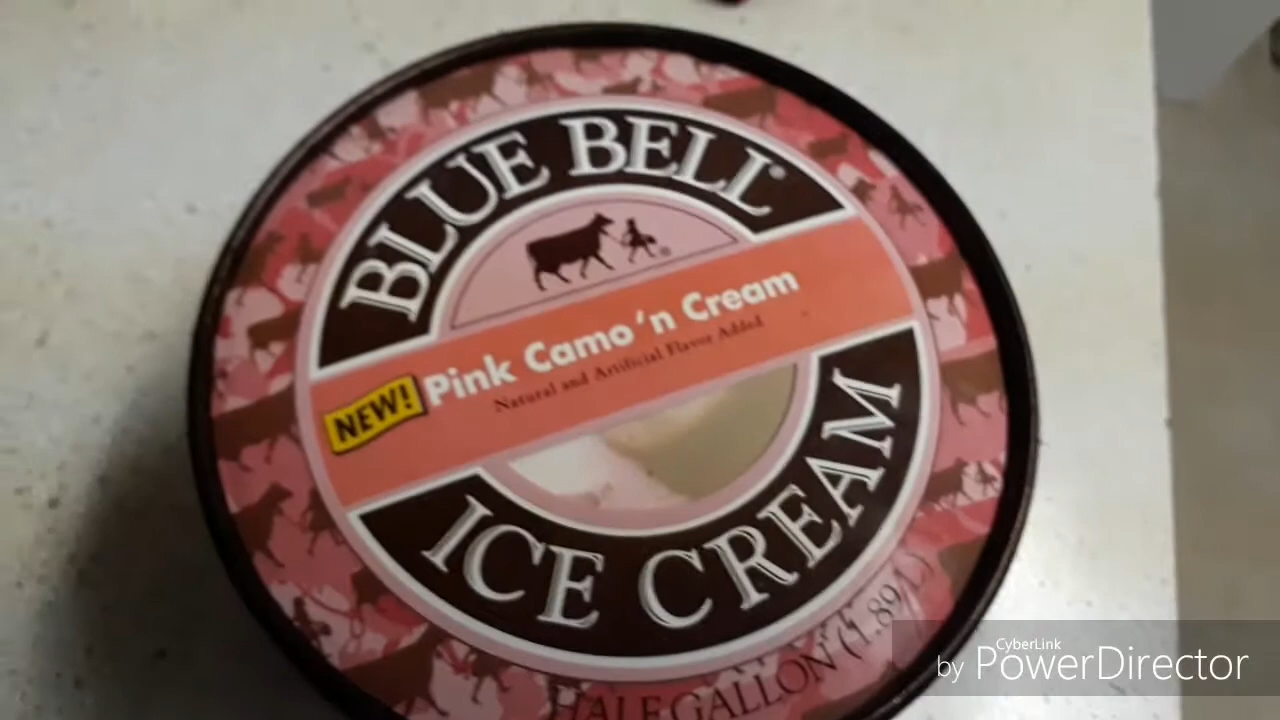 BLUE BELL®
NEW! Pink Camo 'n Cream
Natural and Artificial Flavor Added
ICE CREAM
HALF GALLON (1.89 L)
CyberLink
by PowerDirector